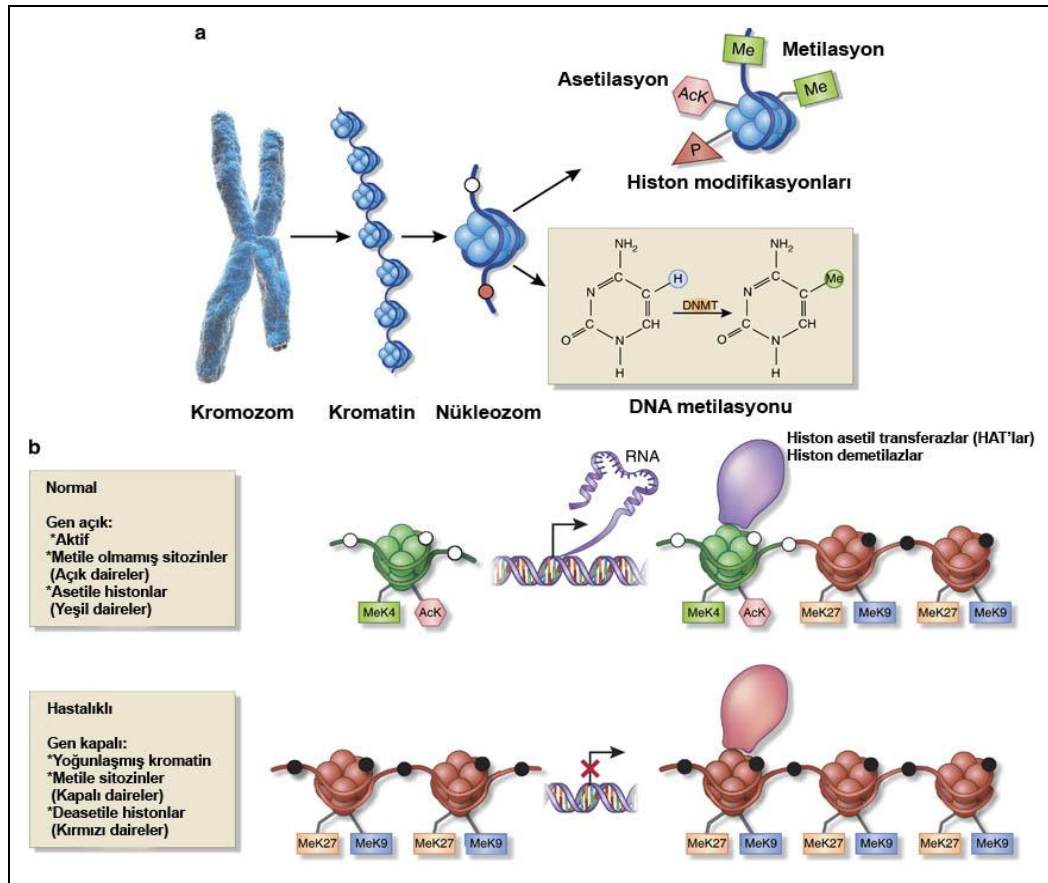 a
Asetilasyon
Metilasyon
Me
Me
AcK
P
Histon modifikasyonları
NH₂
H
N
C
C
C
CH
O
N
H
DNMT
NH₂
Me
N
C
C
C
CH
O
N
H
Kromozom
Kromatin
Nükleozom
DNA metilasyonu
b
Normal
Gen açık:
*Aktif
*Metile olmamış sitozinler
(Açık daireler)
*Asetile histonlar
(Yeşil daireler)
RNA
Histon asetil transferazlar (HAT'lar)
Histon demetilazlar
MeK4
AcK
MeK4
AcK
MeK27
MeK9
MeK27
MeK9
Hastalıklı
Gen kapalı:
*Yoğunlaşmış kromatin
*Metile sitozinler
(Kapalı daireler)
*Deasetile histonlar
(Kırmızı daireler)
MeK27
MeK9
MeK27
MeK9
MeK27
MeK9
MeK27
MeK9
MeK27
MeK9